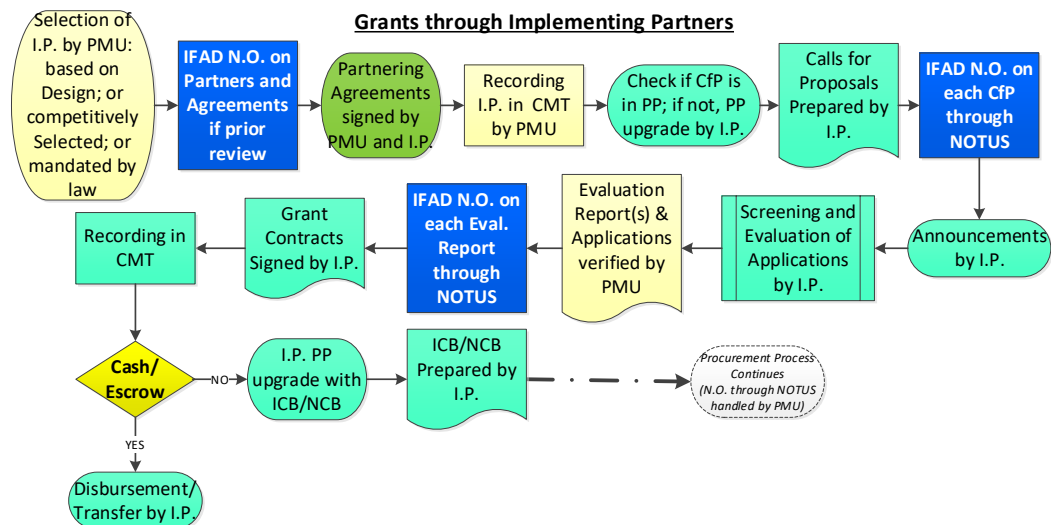 Grants through Implementing Partners
Selection of
I.P. by PMU:
based on
Design; or
competitively
Selected; or
mandated by
law
IFAD N.O. on
Partners and
Agreements
if prior
review
Partnering
Agreements
signed by
PMU and I.P.
Recording
I.P. in CMT
by PMU
Check if CfP is
in PP; if not, PP
upgrade by I.P.
Calls for
Proposals
Prepared by
I.P.
IFAD N.O. on
each CfP
through
NOTUS
Announcements
by I.P.
Screening and
Evaluation of
Applications
by I.P.
Evaluation
Report(s) &
Applications
verified by
PMU
IFAD N.O. on
each Eval.
Report
through
NOTUS
Grant
Contracts
Signed by I.P.
Recording in
CMT
Cash/
Escrow
NO
I.P. PP
upgrade with
ICB/NCB
ICB/NCB
Prepared by
I.P.
Procurement Process
Continues
(N.O. through NOTUS
handled by PMU)
YES
Disbursement/
Transfer by I.P.